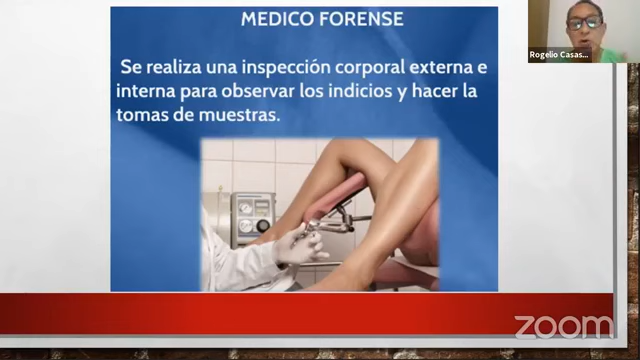 MEDICO FORENSE
Se realiza una inspección corporal externa e
interna para observar los indicios y hacer la
tomas de muestras.
Rogelio Casas...
zoom